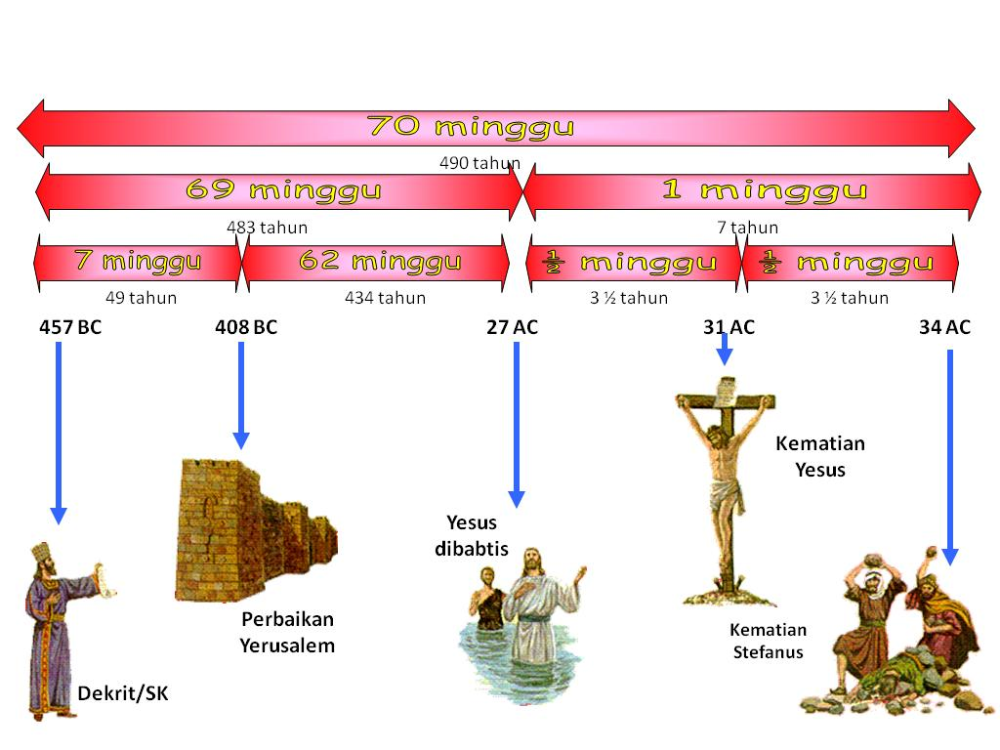 70 minggu
490 tahun
69 minggu
1 minggu
483 tahun
7 tahun
7 minggu
62 minggu
½ minggu
½ minggu
49 tahun
434 tahun
3 ½ tahun
3 ½ tahun
457 BC
408 BC
27 AC
31 AC
34 AC
Kematian
Yesus
Yesus
dibabtis
Perbaikan
Yerusalem
Kematian
Stefanus
Dekrit/SK